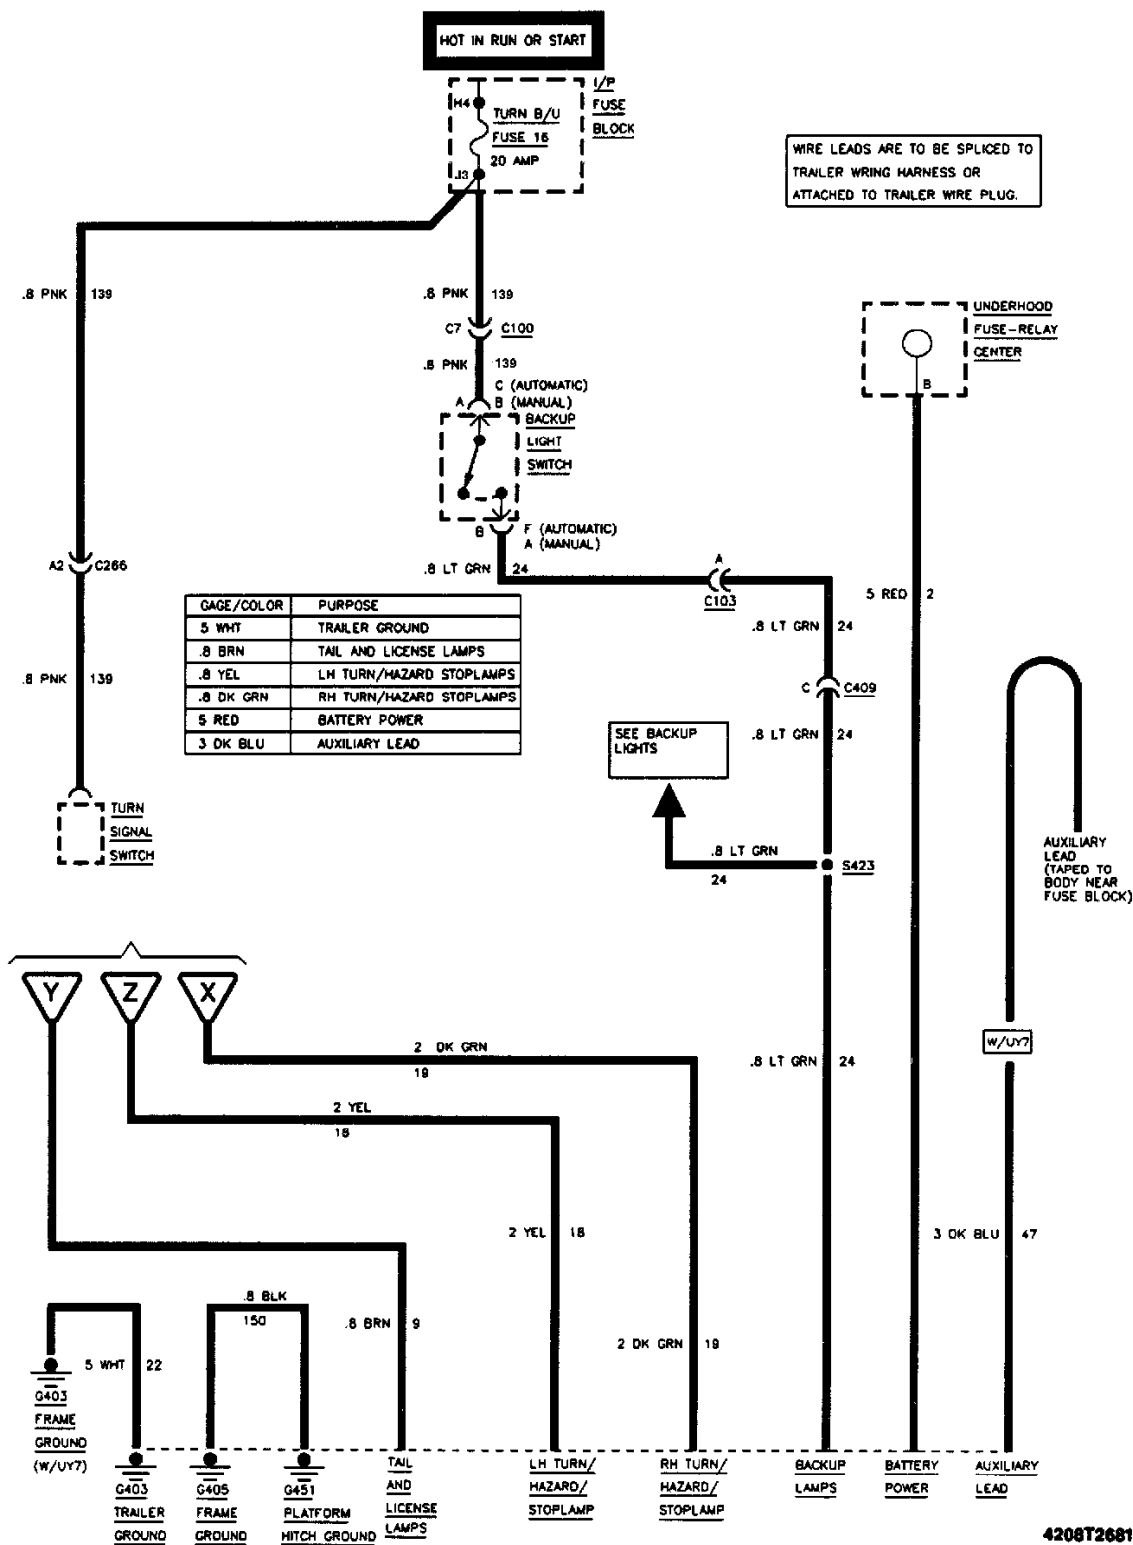 HOT IN RUN OR START
I/P
FUSE
BLOCK
H4
TURN B/U
FUSE 16
20 AMP
J3
WIRE LEADS ARE TO BE SPLICED TO
TRAILER WRING HARNESS OR
ATTACHED TO TRAILER WIRE PLUG.
.8 PNK 139
.8 PNK 139
C7 C100
.8 PNK 139
C (AUTOMATIC)
A B (MANUAL)
BACKUP
LIGHT
SWITCH
UNDERHOOD
FUSE-RELAY
CENTER
B
B F (AUTOMATIC)
A (MANUAL)
A2 C266
.8 LT GRN 24
A
C103
5 RED 2
.8 LT GRN 24
GAGE/COLOR PURPOSE
5 WHT TRAILER GROUND
.8 BRN TAIL AND LICENSE LAMPS
.8 YEL LH TURN/HAZARD STOPLAMPS
.8 DK GRN RH TURN/HAZARD STOPLAMPS
5 RED BATTERY POWER
3 DK BLU AUXILIARY LEAD
.8 PNK 139
C C409
SEE BACKUP
LIGHTS
.8 LT GRN 24
TURN
SIGNAL
SWITCH
.8 LT GRN
24
S423
AUXILIARY
LEAD
(TAPED TO
BODY NEAR
FUSE BLOCK)
Y Z X
W/UY7
2 DK GRN
19
.8 LT GRN 24
2 YEL
18
2 YEL 18
3 DK BLU 47
.8 BLK
150
.8 BRN 9
2 DK GRN 19
5 WHT 22
G403
FRAME
GROUND
(W/UY7)
G403
TRAILER
GROUND
G405
FRAME
GROUND
G451
PLATFORM
HITCH GROUND
TAIL
AND
LICENSE
LAMPS
LH TURN/
HAZARD/
STOPLAMP
RH TURN/
HAZARD/
STOPLAMP
BACKUP
LAMPS
BATTERY
POWER
AUXILIARY
LEAD
4208T2681